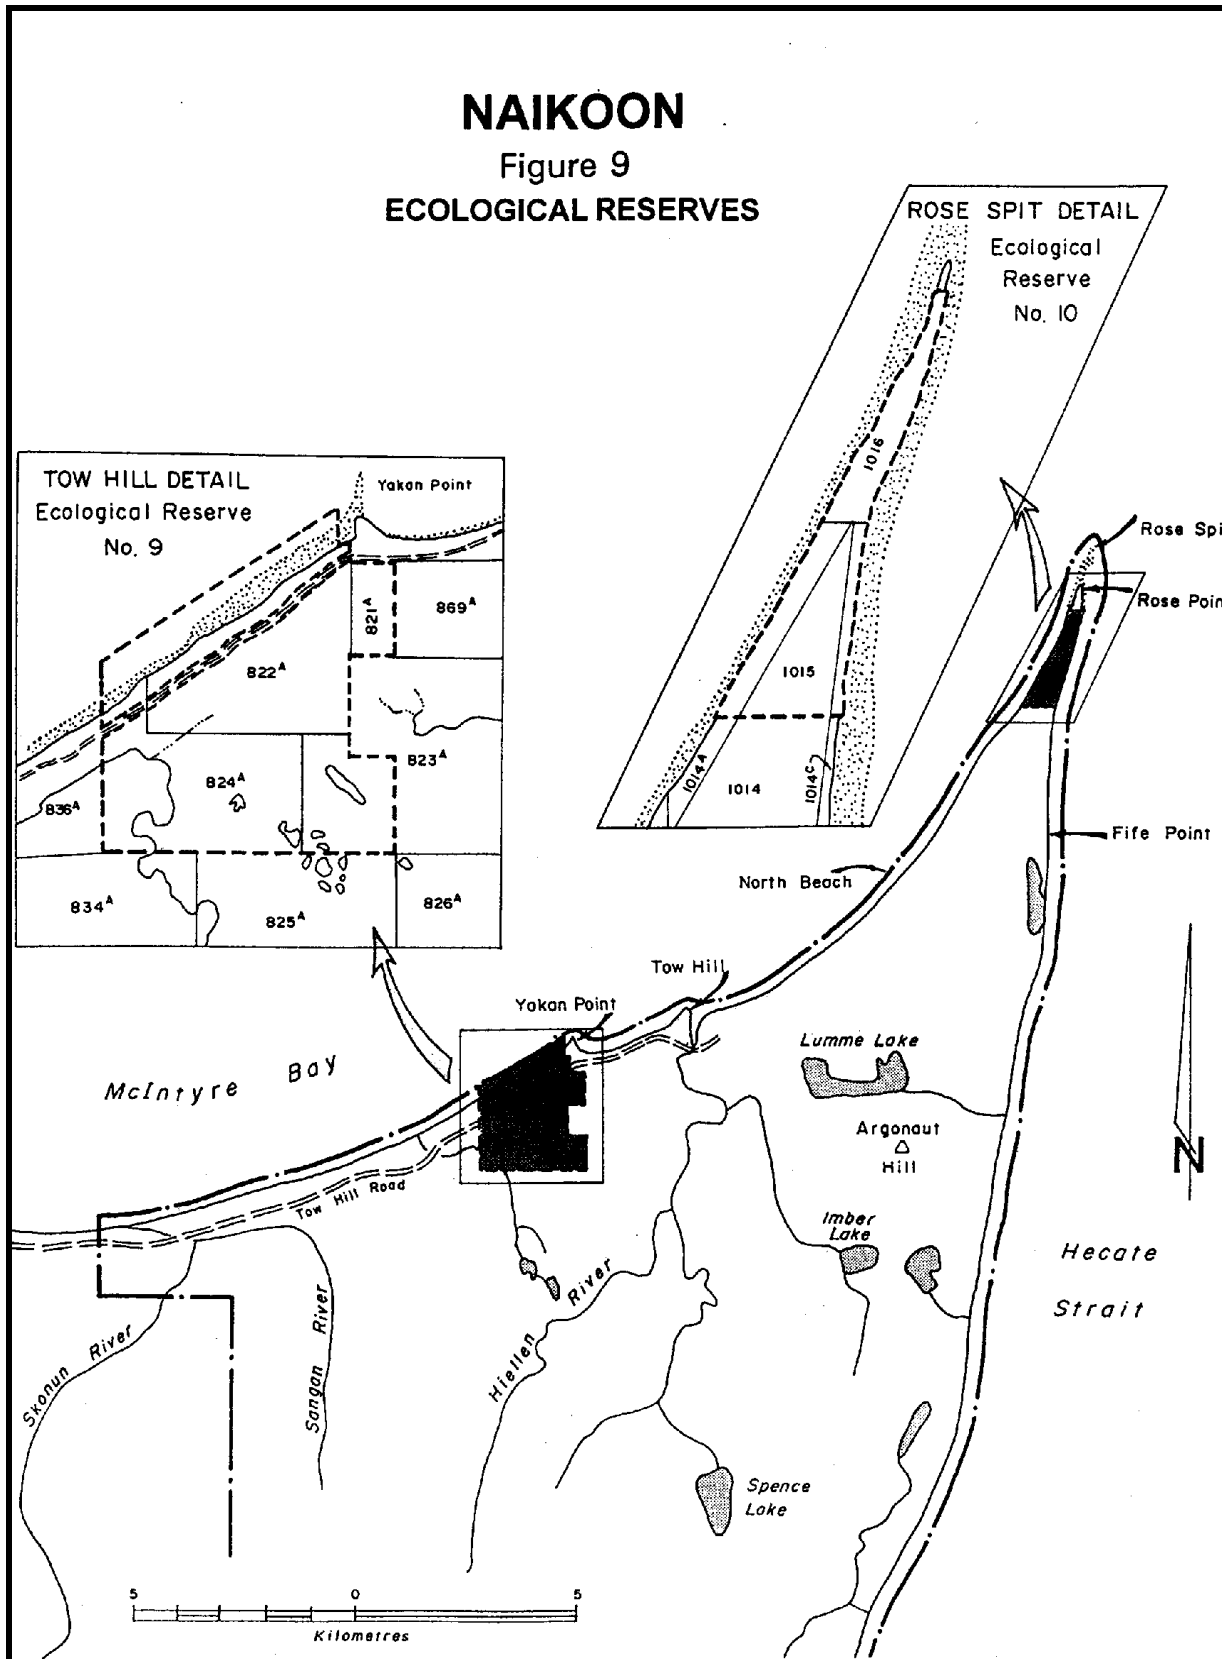 NAIKOON
Figure 9
ECOLOGICAL RESERVES
ROSE SPIT DETAIL
Ecological
Reserve
No. 10
1016
1015
1014A
1014
1014C
TOW HILL DETAIL
Ecological Reserve
No. 9
Yakan Point
821A
869A
822A
823A
824A
836A
834A
825A
826A
Rose Spi
Rose Poin
Fife Point
North Beach
Tow Hill
Yakan Point
McIntyre Bay
Lumme Lake
Argonaut
Hill
Tow Hill Road
Imber
Lake
Hecate
Strait
N
Skonun River
Sangan River
Hiellen River
Spence
Lake
5 0 5
Kilometres